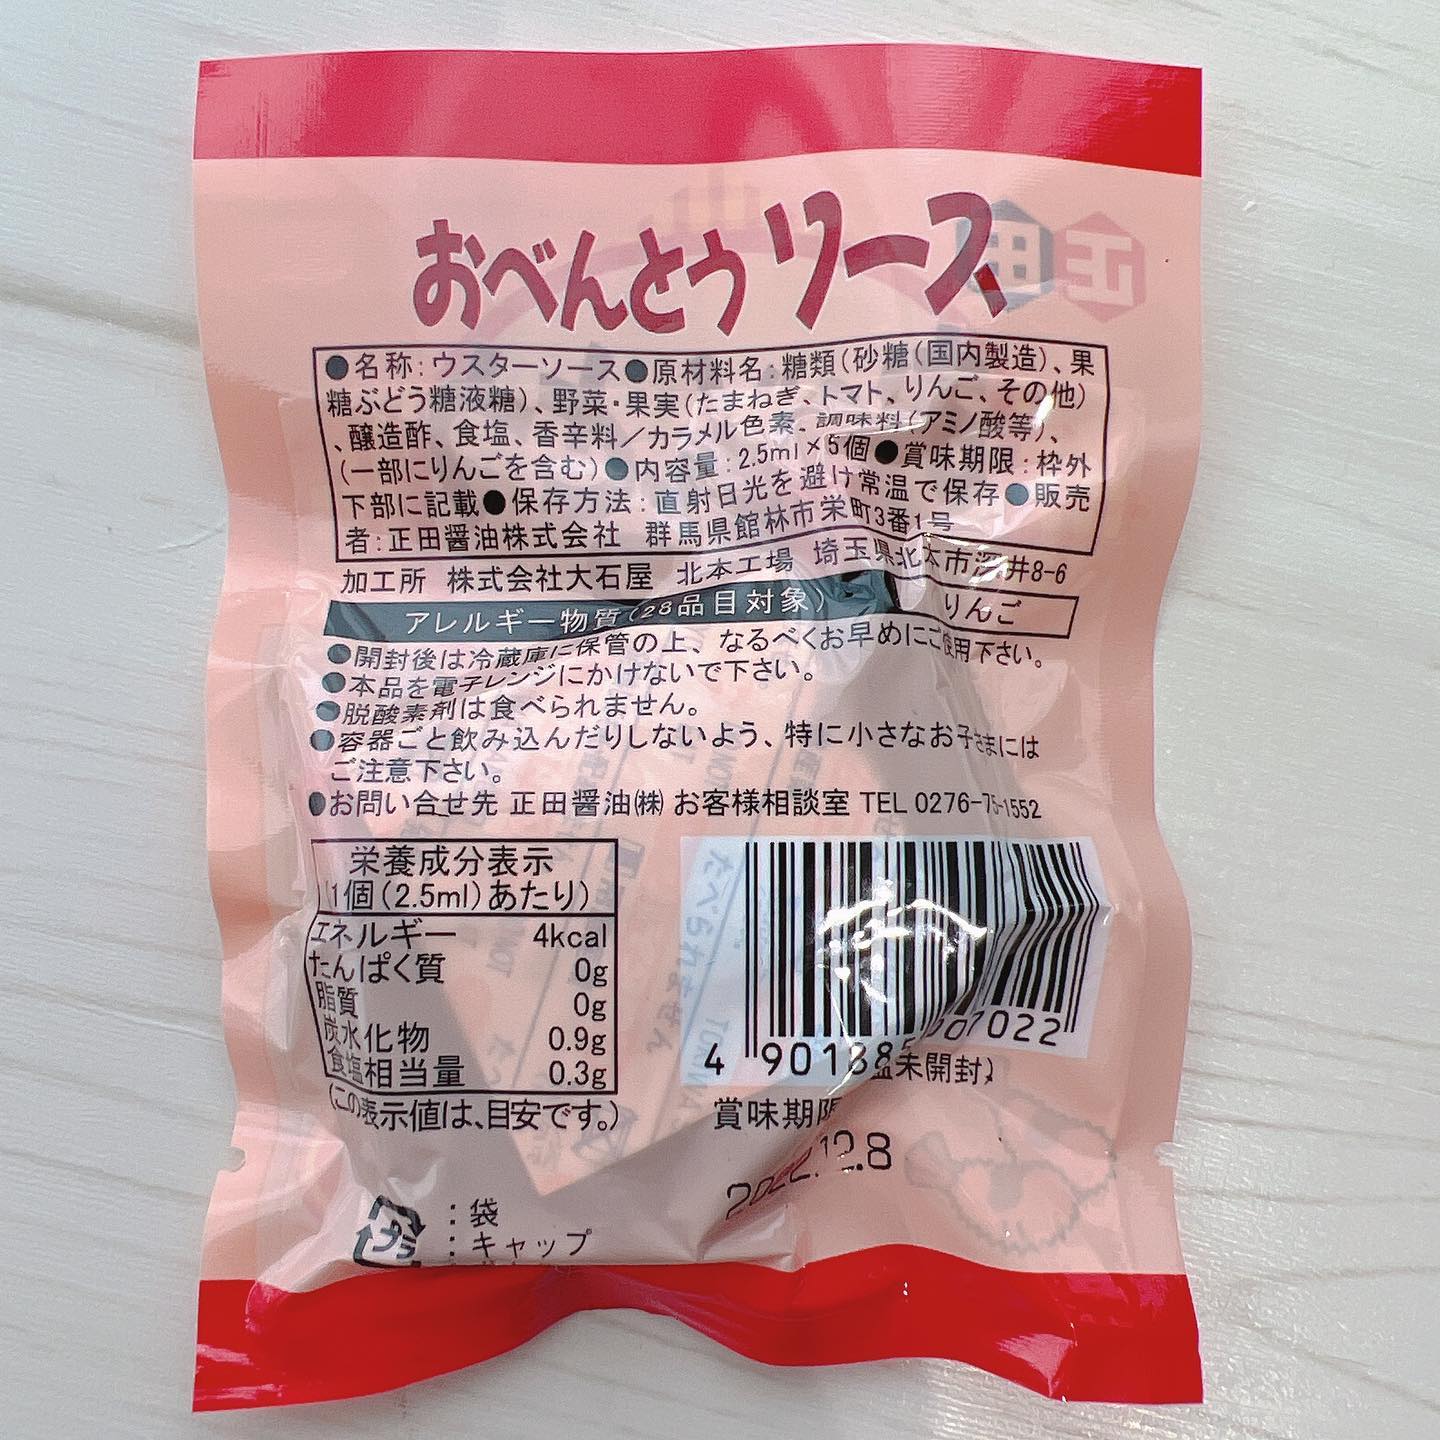 おべんとうソース
●名称:ウスターソース●原材料名:糖類(砂糖(国内製造)、果
糖ぶどう糖液糖)、野菜・果実(たまねぎ、トマト、りんご、その他)
、醸造酢、食塩、香辛料/カラメル色素、調味料(アミノ酸等)、
(一部にりんごを含む)●内容量:2.5ml×5個●賞味期限:枠外
下部に記載●保存方法:直射日光を避け常温で保存●販売
者:正田醤油株式会社 群馬県館林市栄町3番1号
加工所 株式会社大石屋 北本工場 埼玉県北本市深井8-6
アレルギー物質(28品目対象) りんご
●開封後は冷蔵庫に保管の上、なるべくお早めにご使用下さい。
●本品を電子レンジにかけないで下さい。
●脱酸素剤は食べられません。
●容器ごと飲み込んだりしないよう、特に小さなお子さまには
ご注意下さい。
●お問い合せ先 正田醤油㈱ お客様相談室 TEL 0276-75-1552
栄養成分表示
(1個(2.5ml)あたり)
エネルギー 4kcal
たんぱく質 0g
脂質 0g
炭水化物 0.9g
食塩相当量 0.3g
(この表示値は、目安です。)
4 90188 07022
未開封)
賞味期限
2022.12.8
プラ
:袋
:キャップ